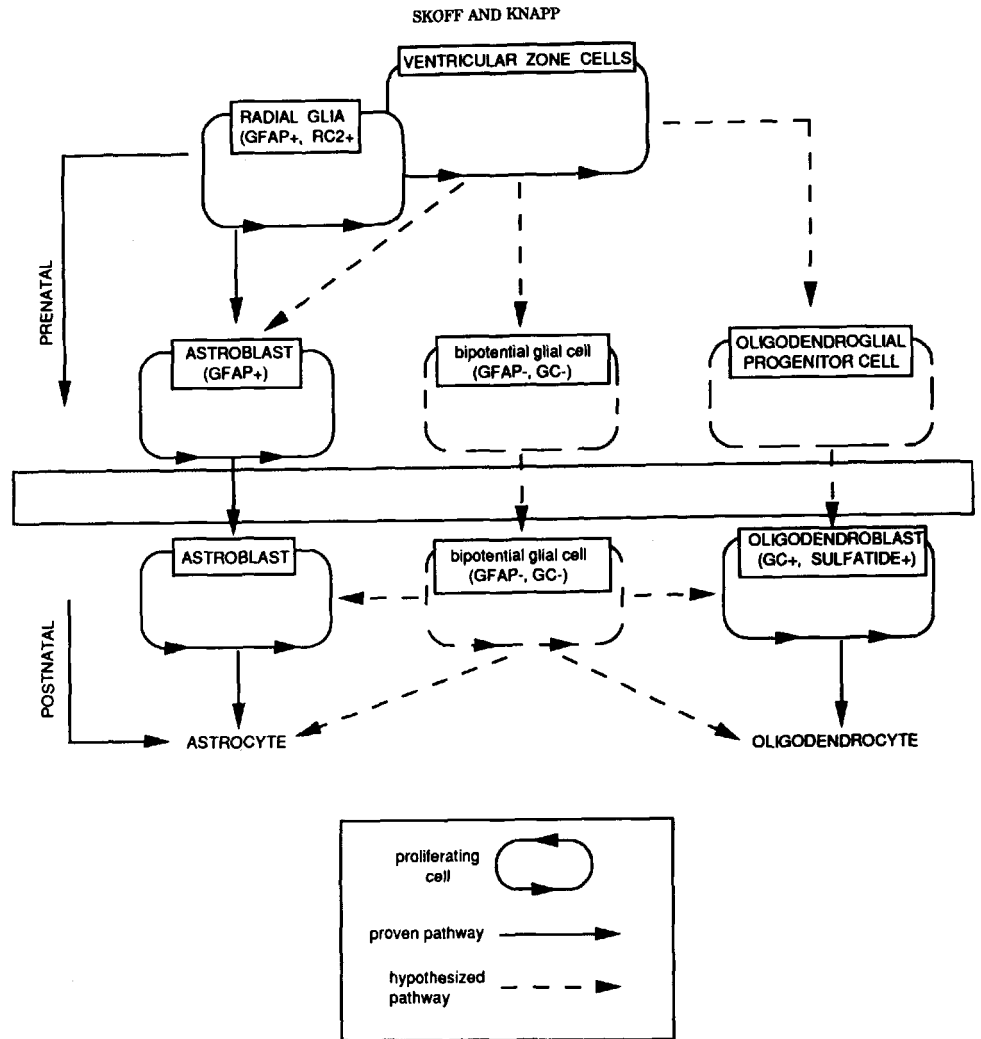 SKOFF AND KNAPP
VENTRICULAR ZONE CELLS
RADIAL GLIA
(GFAP+, RC2+
PRENATAL
ASTROBLAST
(GFAP+)
bipotential glial cell
(GFAP-, GC-)
OLIGODENDROGLIAL
PROGENITOR CELL
ASTROBLAST
bipotential glial cell
(GFAP-, GC-)
OLIGODENDROBLAST
(GC+, SULFATIDE+)
POSTNATAL
ASTROCYTE
OLIGODENDROCYTE
proliferating
cell
proven pathway
hypothesized
pathway